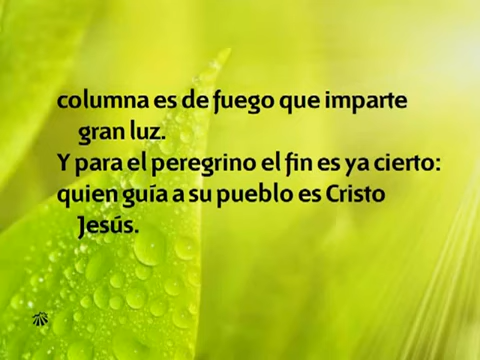 columna es de fuego que imparte
gran luz.
Y para el peregrino el fin es ya cierto:
quien guía a su pueblo es Cristo
Jesús.